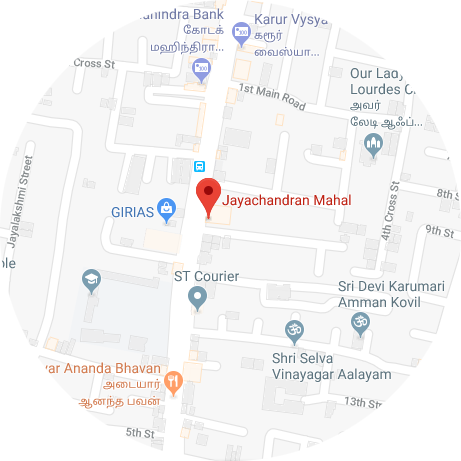 hindra Bank
கோடக்
மஹிந்திரா...
Karur Vysya
கரூர்
வைஸ்யா...
Cross St
1st Main Road
Our Lady
Lourdes C
அவர்
லேடி ஆஃப்...
Jayalakshmi Street
Jayachandran Mahal
GIRIAS
4th Cross St
8th
9th St
ST Courier
Sri Devi Karumari
Amman Kovil
Shri Selva
Vinayagar Aalayam
yar Ananda Bhavan
அடையார்
ஆனந்த பவன்
13th St
5th St